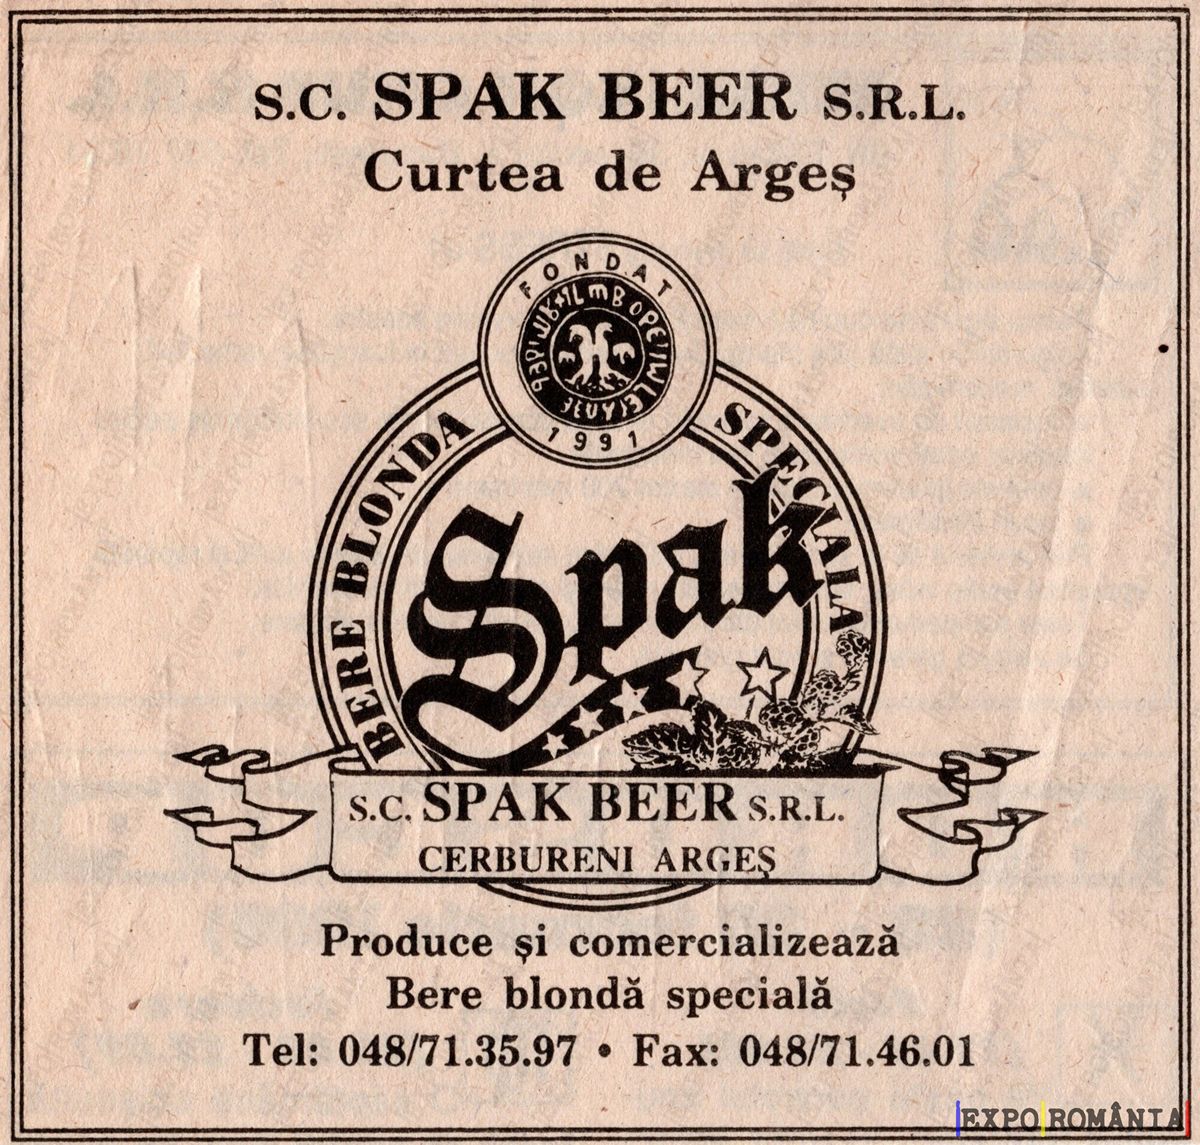 S.C. SPAK BEER S.R.L.
Curtea de Argeș
FONDAT
1991
BERE BLONDA SPECIALA
Spak
S.C. SPAK BEER S.R.L.
CERBURENI ARGEȘ
Produce și comercializează
Bere blondă specială
Tel: 048/71.35.97 • Fax: 048/71.46.01
EXPO ROMÂNIA